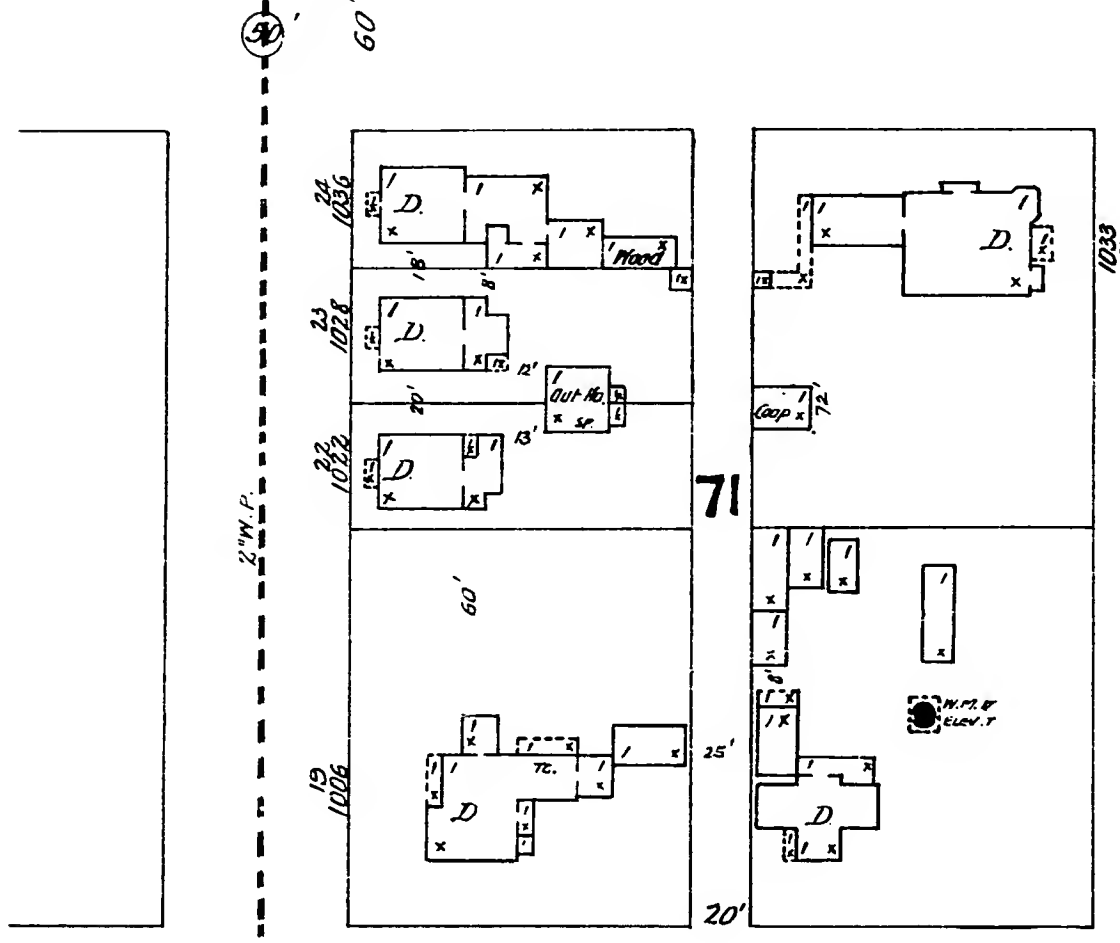 50'
60'
24
1036
D.
Wood
18'
8'
23
1028
D.
12'
Out Ho.
SP.
20'
13'
22
1022
D.
2" W.P.
60'
19
1006
TC.
D
25'
71
20'
1033
D.
Coop
72'
8'
W.M. &
ELEV. T
D.